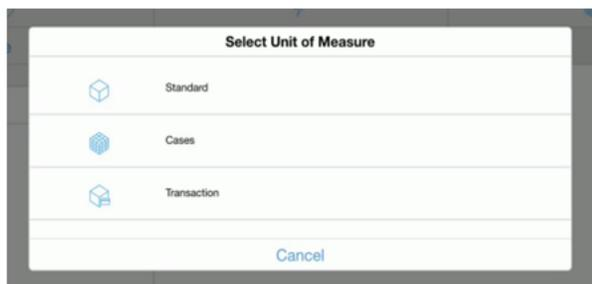 Select Unit of Measure
Standard
Cases
Transaction
Cancel